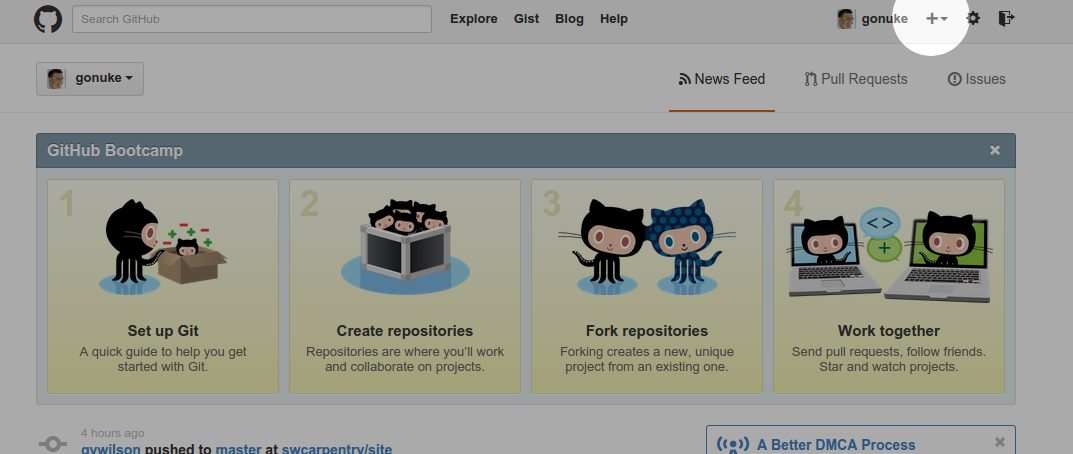 Search GitHub
Explore Gist Blog Help
gonuke
gonuke
News Feed Pull Requests Issues
GitHub Bootcamp
1
Set up Git
A quick guide to help you get
started with Git.
2
Create repositories
Repositories are where you'll work
and collaborate on projects.
3
Fork repositories
Forking creates a new, unique
project from an existing one.
4
Work together
Send pull requests, follow friends.
Star and watch projects.
4 hours ago
gvwilson pushed to master at swcarpentry/site
A Better DMCA Process